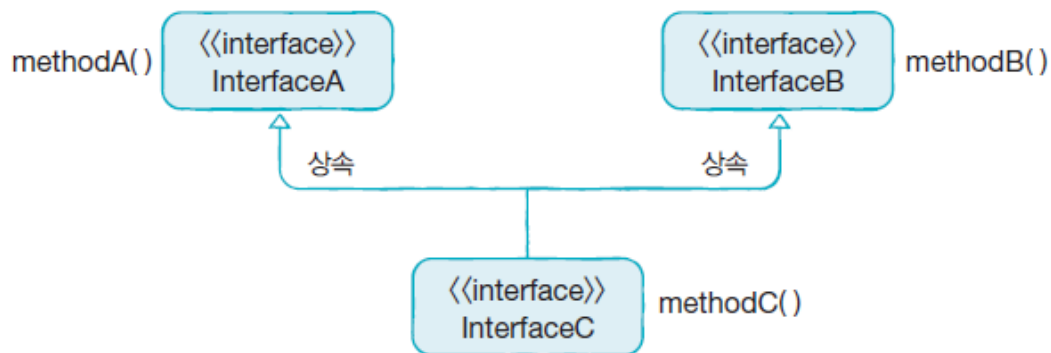 methodA( )
〈〈interface〉〉
InterfaceA
〈〈interface〉〉
InterfaceB
methodB( )
상속
상속
〈〈interface〉〉
InterfaceC
methodC( )